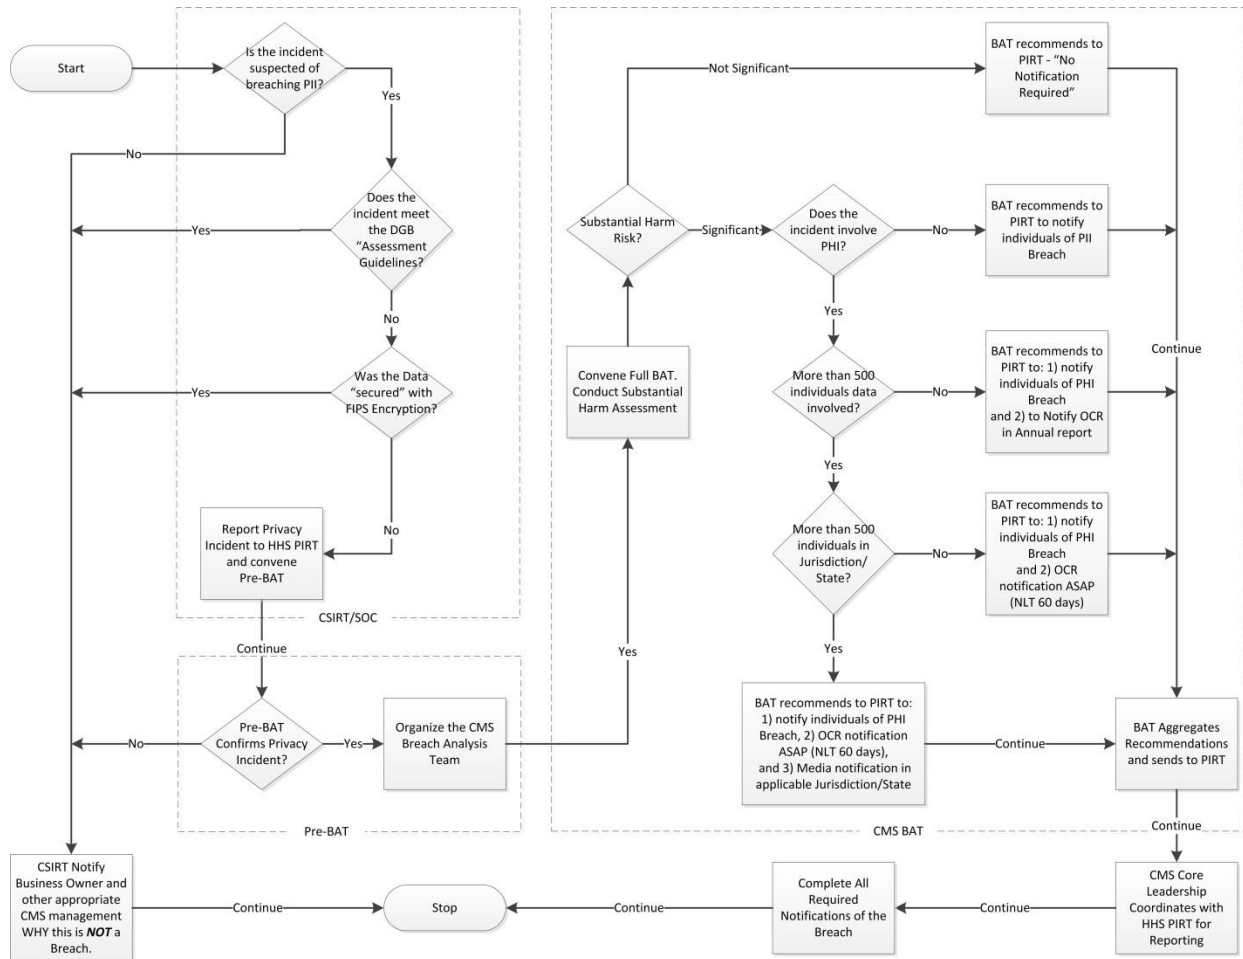 Start
Is the incident
suspected of
breaching PII?
Yes
No
Does the
incident meet
the DGB
“Assessment
Guidelines?
Yes
No
Was the Data
“secured” with
FIPS Encryption?
Yes
No
Report Privacy
Incident to HHS PIRT
and convene
Pre-BAT
CSIRT/SOC
Continue
Pre-BAT
Confirms Privacy
Incident?
No
Yes
Organize the CMS
Breach Analysis
Team
Pre-BAT
Yes
CSIRT Notify
Business Owner and
other appropriate
CMS management
WHY this is NOT a
Breach.
Continue
Stop
Convene Full BAT.
Conduct Substantial
Harm Assessment
Substantial Harm
Risk?
Not Significant
BAT recommends to
PIRT - “No
Notification
Required”
Significant
Does the
incident involve
PHI?
No
BAT recommends to
PIRT to notify
individuals of PII
Breach
Yes
More than 500
individuals data
involved?
No
BAT recommends to
PIRT to: 1) notify
individuals of PHI
Breach
and 2) to Notify OCR
in Annual report
Continue
Yes
More than 500
individuals in
Jurisdiction/
State?
No
BAT recommends to
PIRT to: 1) notify
individuals of PHI
Breach
and 2) OCR
notification ASAP
(NLT 60 days)
Yes
BAT recommends to PIRT to:
1) notify individuals of PHI
Breach, 2) OCR notification
ASAP (NLT 60 days),
and 3) Media notification in
applicable Jurisdiction/State
Continue
BAT Aggregates
Recommendations
and sends to PIRT
CMS BAT
Continue
CMS Core
Leadership
Coordinates with
HHS PIRT for
Reporting
Continue
Complete All
Required
Notifications of the
Breach
Continue